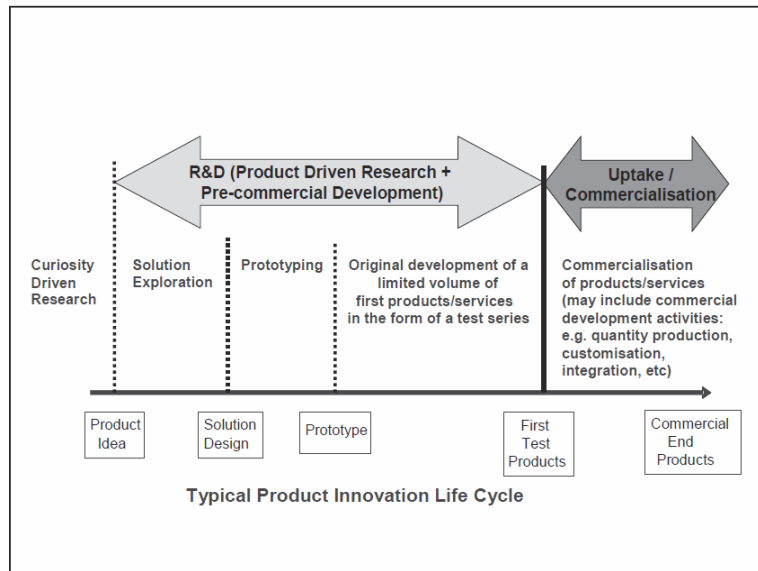 R&D (Product Driven Research +
Pre-commercial Development)
Uptake /
Commercialisation
Curiosity
Driven
Research
Solution
Exploration
Prototyping
Original development of a
limited volume of
first products/services
in the form of a test series
Commercialisation
of products/services
(may include commercial
development activities:
e.g. quantity production,
customisation,
integration, etc)
Product
Idea
Solution
Design
Prototype
First
Test
Products
Commercial
End
Products
Typical Product Innovation Life Cycle